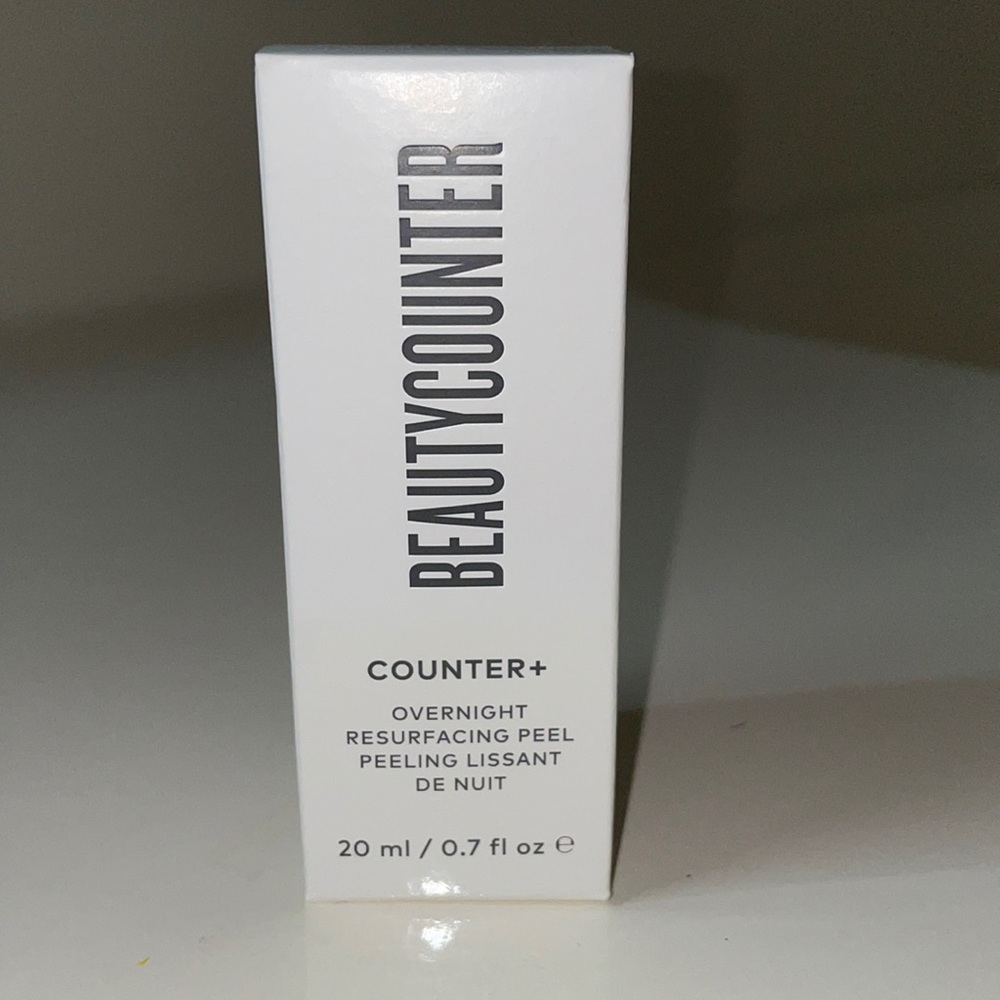 BEAUTYCOUNTER
COUNTER+
OVERNIGHT
RESURFACING PEEL
PEELING LISSANT
DE NUIT
20 ml / 0.7 fl oz ℮